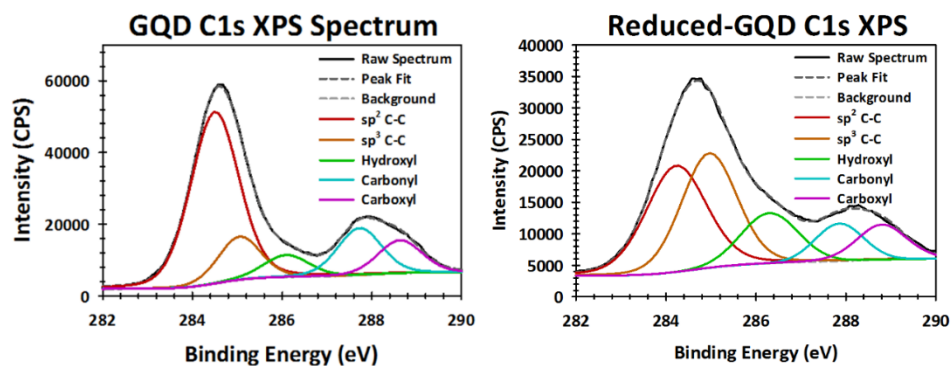 GQD C1s XPS Spectrum
Intensity (CPS)
60000
40000
20000
0
Raw Spectrum
Peak Fit
Background
sp² C-C
sp³ C-C
Hydroxyl
Carbonyl
Carboxyl
282 284 286 288 290
Binding Energy (eV)
Reduced-GQD C1s XPS
Intensity (CPS)
40000
35000
30000
25000
20000
15000
10000
5000
0
Raw Spectrum
Peak Fit
Background
sp² C-C
sp³ C-C
Hydroxyl
Carbonyl
Carboxyl
282 284 286 288 290
Binding Energy (eV)